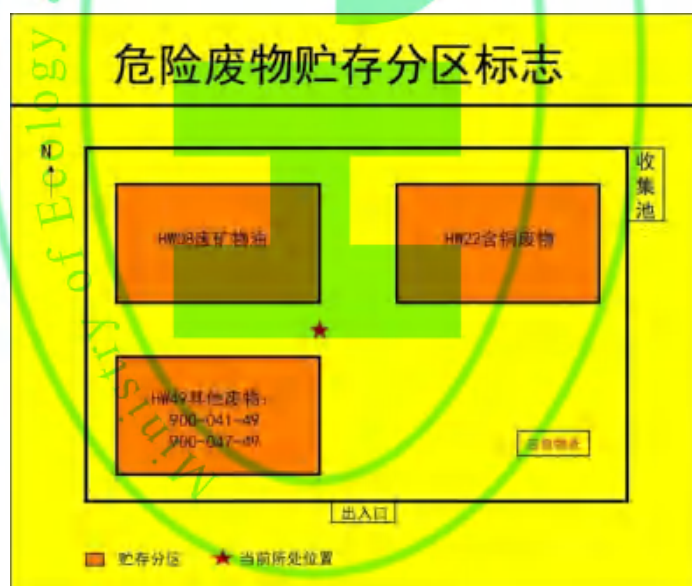 危险废物贮存分区标志
N
收集池
HW08废矿物油
HW22含铜废物
HW49其他废物:
900-041-49
900-047-49
出入口
贮存分区
当前所处位置
Ministry of Ecology